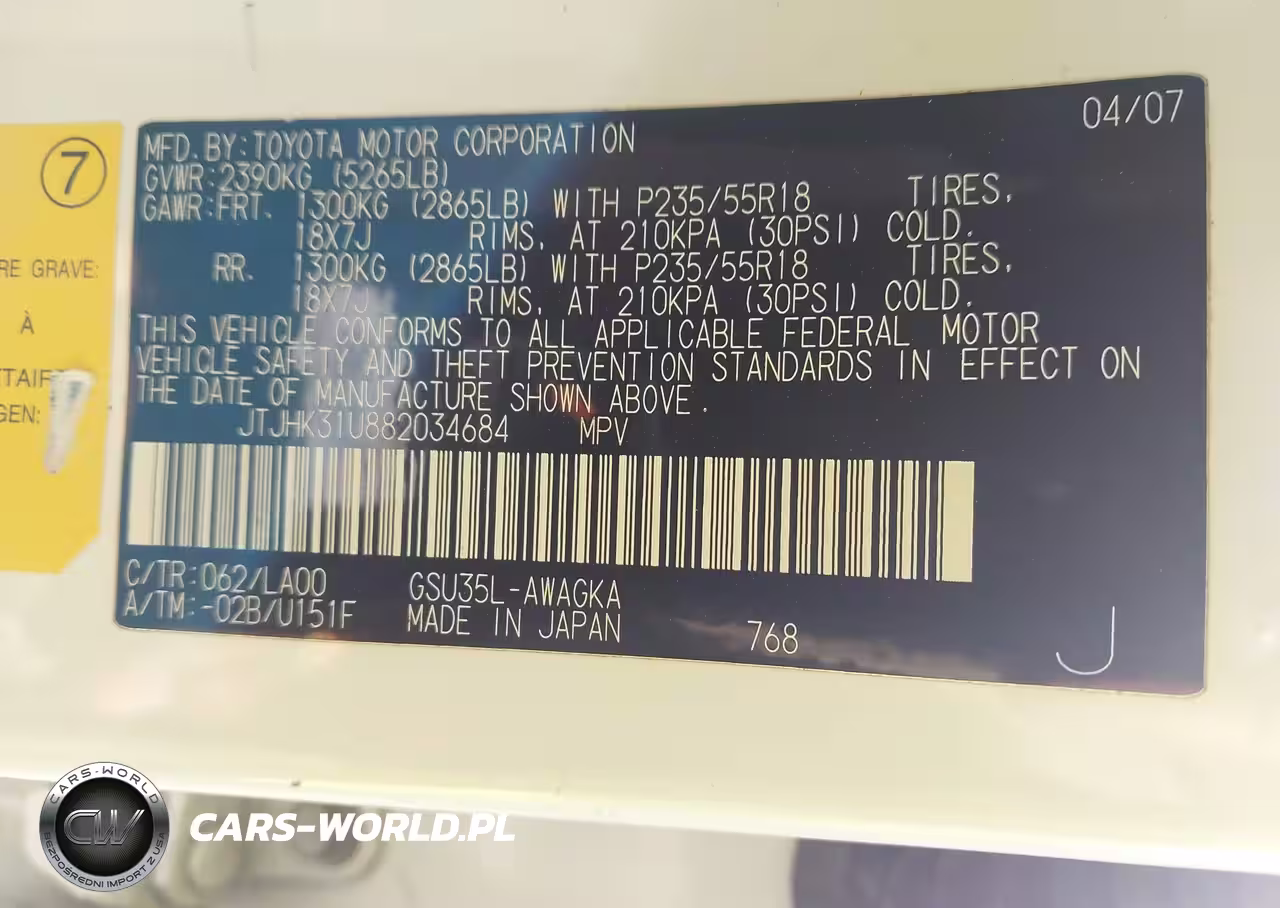 7
RE GRAVE:
À
GEN:
04/07
MFD. BY: TOYOTA MOTOR CORPORATION
GVWR: 2390KG (5265LB)
GAWR: FRT. 1300KG (2865LB) WITH P235/55R18 TIRES,
18X7J RIMS, AT 210KPA (30PSI) COLD.
RR. 1300KG (2865LB) WITH P235/55R18 TIRES,
18X7J RIMS, AT 210KPA (30PSI) COLD.
THIS VEHICLE CONFORMS TO ALL APPLICABLE FEDERAL MOTOR
VEHICLE SAFETY AND THEFT PREVENTION STANDARDS IN EFFECT ON
THE DATE OF MANUFACTURE SHOWN ABOVE.
JTJHK31U882034684 MPV
C/TR: 062/LA00 GSU35L-AWAGKA
A/TM: -02B/U151F MADE IN JAPAN 768
J
CARS-WORLD
CW
BEZPOŚREDNI IMPORT Z USA
CARS-WORLD.PL